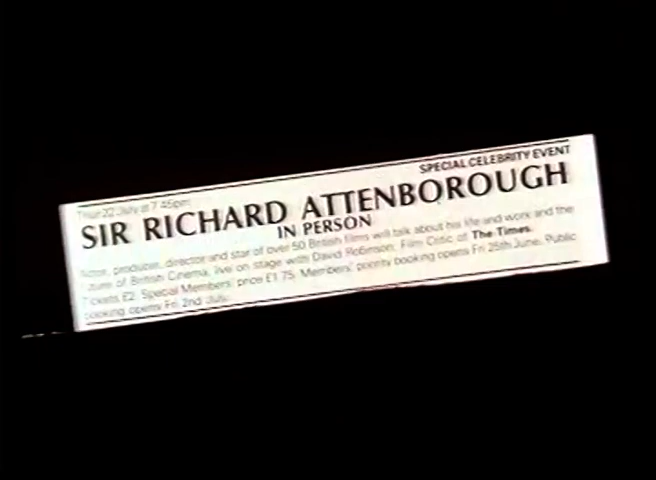 Thur 22 July at 7.45pm
SPECIAL CELEBRITY EVENT
SIR RICHARD ATTENBOROUGH
IN PERSON
Actor, producer, director and star of over 50 British films will talk about his life and work and the
future of British Cinema, live on stage with David Robinson, Film Critic of The Times.
Tickets £2. Special Members' price £1.75. Members' priority booking opens Fri 25th June. Public
booking opens Fri 2nd July.